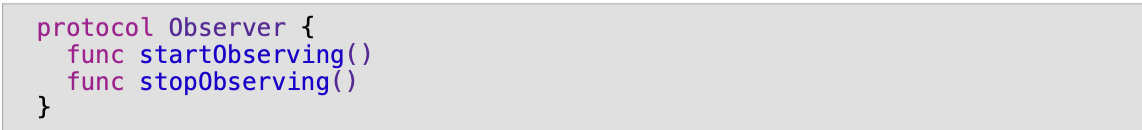 protocol Observer {
  func startObserving()
  func stopObserving()
}